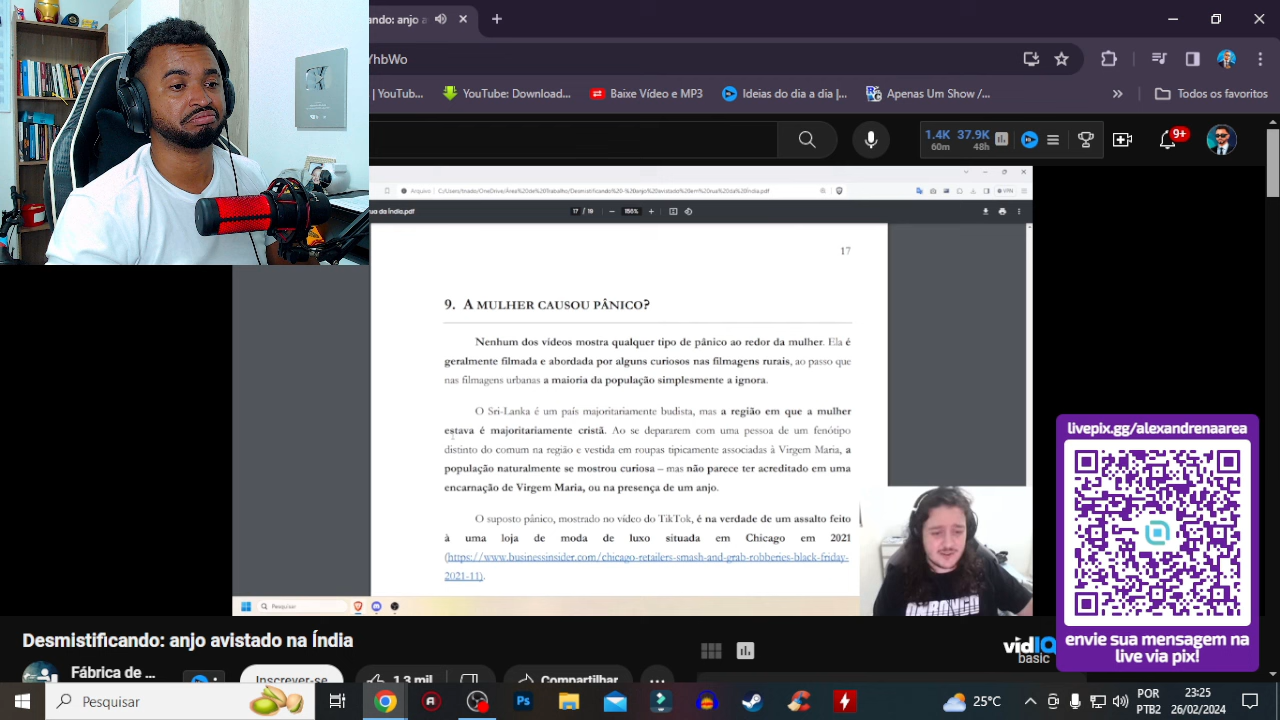 ando: anjo a
YhbWo
| YouTub...
YouTube: Download...
Baixe Vídeo e MP3
Ideias do dia a dia |...
Apenas Um Show /...
Todos os favoritos
1.4K 37.9K
60m 48h
9+
Arquivo
ua da Índia.pdf
17 / 19
156%
VPN
17
9. A MULHER CAUSOU PÂNICO?
Nenhum dos vídeos mostra qualquer tipo de pânico ao redor da mulher. Ela é
geralmente filmada e abordada por alguns curiosos nas filmagens rurais, ao passo que
nas filmagens urbanas a maioria da população simplesmente a ignora.
O Sri-Lanka é um país majoritariamente budista, mas a região em que a mulher
estava é majoritariamente cristã. Ao se depararem com uma pessoa de um fenótipo
distinto do comum na região e vestida em roupas tipicamente associadas à Virgem Maria, a
população naturalmente se mostrou curiosa – mas não parece ter acreditado em uma
encarnação de Virgem Maria, ou na presença de um anjo.
O suposto pânico, mostrado no vídeo do TikTok, é na verdade de um assalto feito
à uma loja de moda de luxo situada em Chicago em 2021
(https://www.businessinsider.com/chicago-retailers-smash-and-grab-robberies-black-friday-
2021-11).
Pesquisar
livepix.gg/alexandrenaarea
envie sua mensagem na
live via pix!
Desmistificando: anjo avistado na Índia
vidIQ
basic
Fábrica de
Inscrever-se
1,3 mil
Compartilhar
Pesquisar
Ps
25°C
POR
PTB2
23:25
26/02/2024